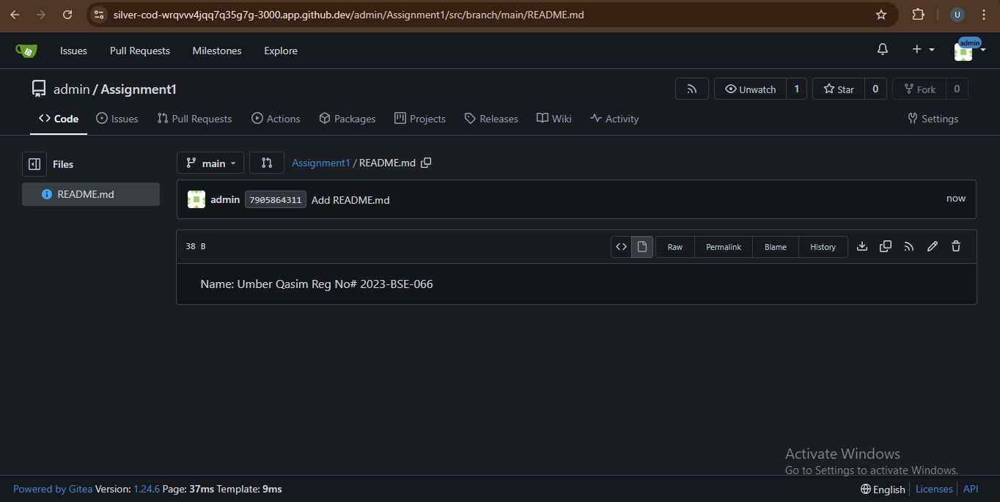 silver-cod-wrqvvv4jqq7q35g7g-3000.app.github.dev/admin/Assignment1/src/branch/main/README.md U
Issues Pull Requests Milestones Explore admin
admin / Assignment1 Unwatch 1 Star 0 Fork 0
Code Issues Pull Requests Actions Packages Projects Releases Wiki Activity Settings
Files main Assignment1 / README.md
README.md
admin 7905864311 Add README.md now
38 B Raw Permalink Blame History
Name: Umber Qasim Reg No# 2023-BSE-066
Activate Windows
Go to Settings to activate Windows.
Powered by Gitea Version: 1.24.6 Page: 37ms Template: 9ms English Licenses API